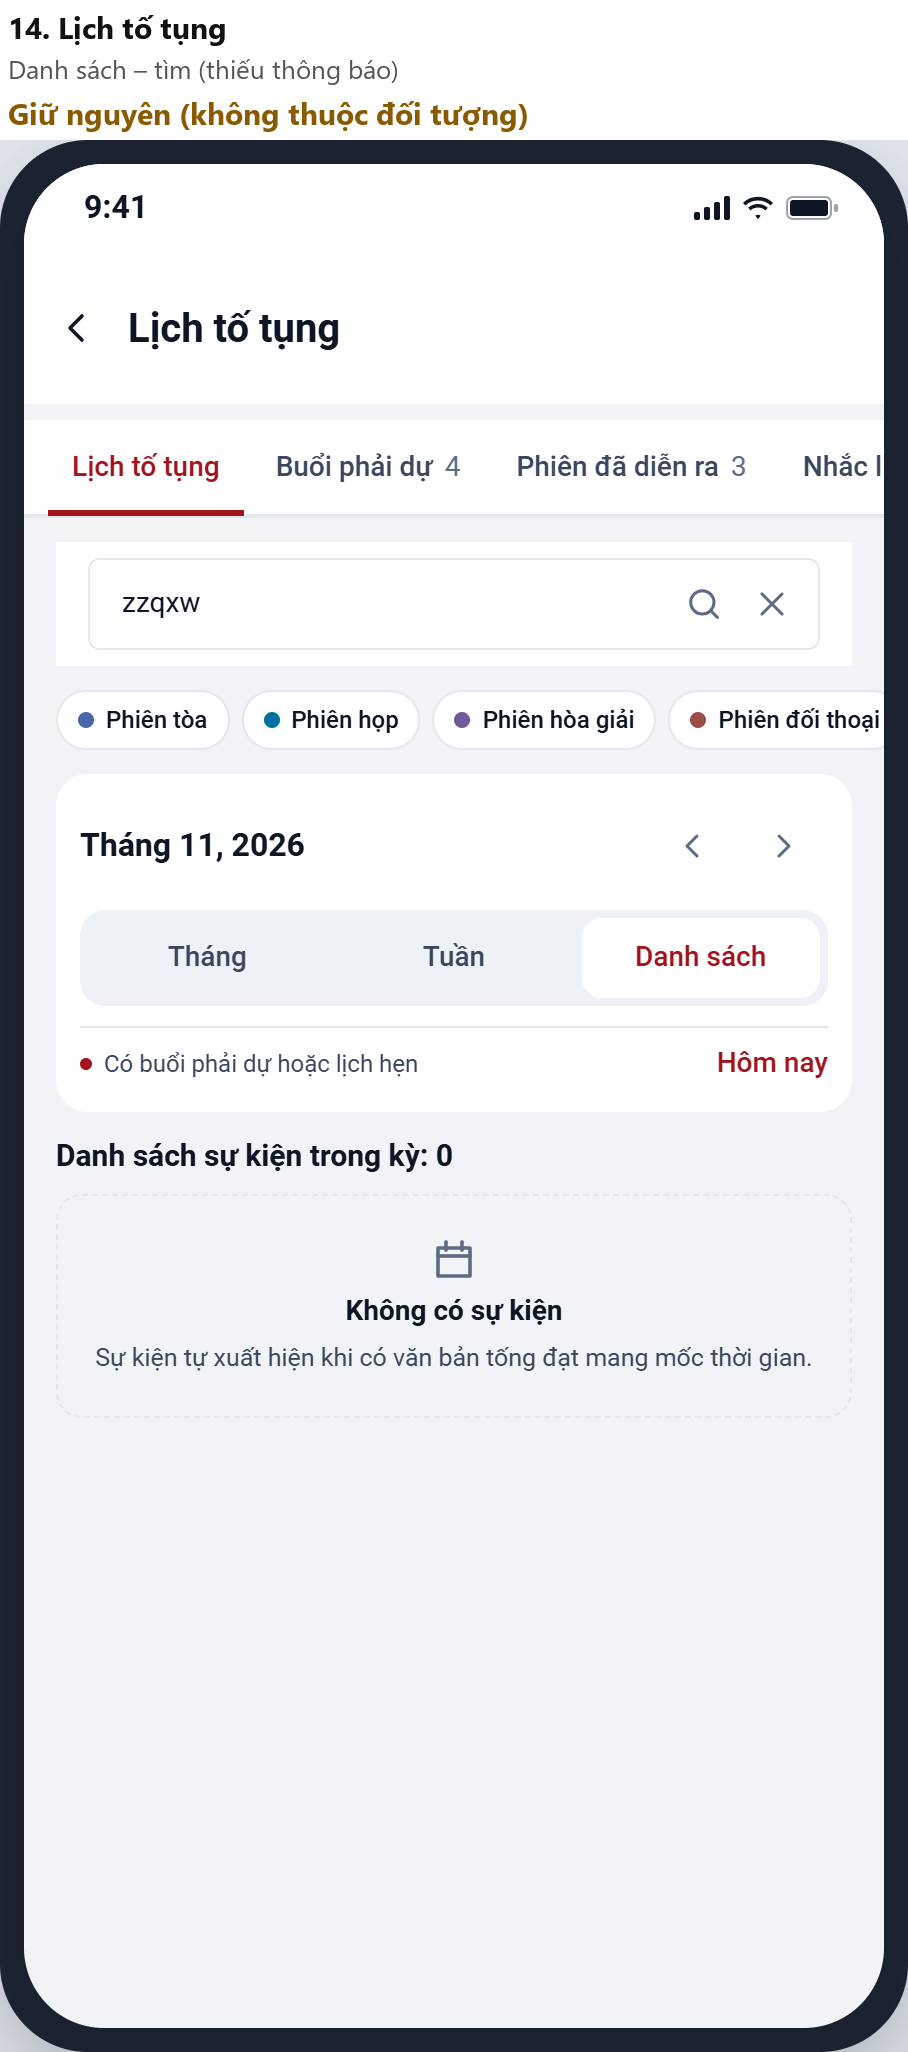 14. Lịch tố tụng
Danh sách – tìm (thiếu thông báo)
Giữ nguyên (không thuộc đối tượng)
9:41
Lịch tố tụng
Lịch tố tụng Buổi phải dự 4 Phiên đã diễn ra 3 Nhắc l
zzqxw
Phiên tòa Phiên họp Phiên hòa giải Phiên đối thoại
Tháng 11, 2026
Tháng Tuần Danh sách
Có buổi phải dự hoặc lịch hẹn Hôm nay
Danh sách sự kiện trong kỳ: 0
Không có sự kiện
Sự kiện tự xuất hiện khi có văn bản tống đạt mang mốc thời gian.